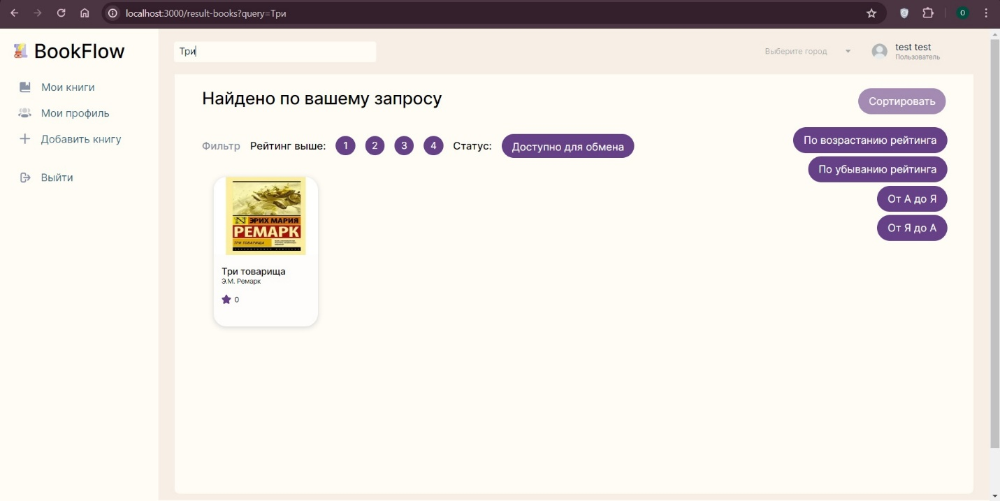 localhost:3000/result-books?query=Три
O
BookFlow
Три
Выберите город
test test
Пользователь
Мои книги
Мои профиль
Добавить книгу
Выйти
Найдено по вашему запросу
Сортировать
Фильтр Рейтинг выше: 1 2 3 4 Статус: Доступно для обмена
По возрастанию рейтинга
По убыванию рейтинга
От А до Я
От Я до А
N ЭРИХ МАРИЯ
РЕМАРК
ТРИ ТОВАРИЩА
Три товарища
Э.М. Ремарк
0